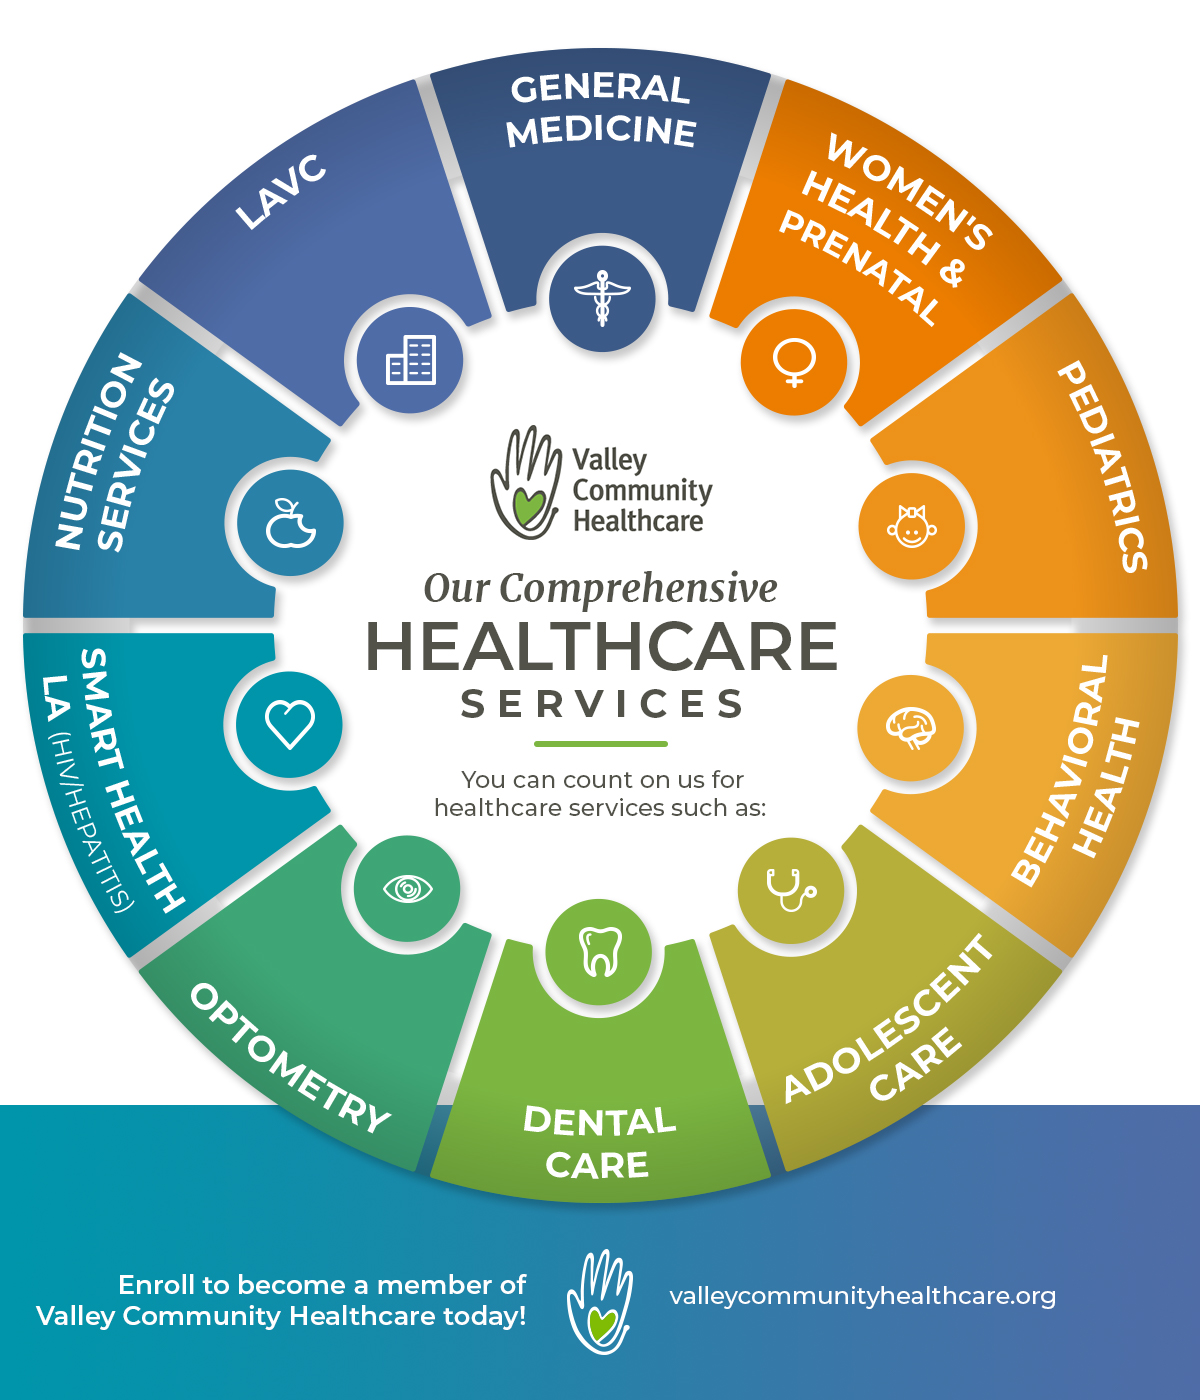 GENERAL
MEDICINE
WOMEN'S
HEALTH &
PRENATAL
PEDIATRICS
BEHAVIORAL
HEALTH
ADOLESCENT
CARE
DENTAL
CARE
OPTOMETRY
SMART HEALTH
LA (HIV/HEPATITIS)
NUTRITION
SERVICES
LAVC
Valley
Community
Healthcare
Our Comprehensive
HEALTHCARE
SERVICES
You can count on us for
healthcare services such as:
Enroll to become a member of
Valley Community Healthcare today!
valleycommunityhealthcare.org